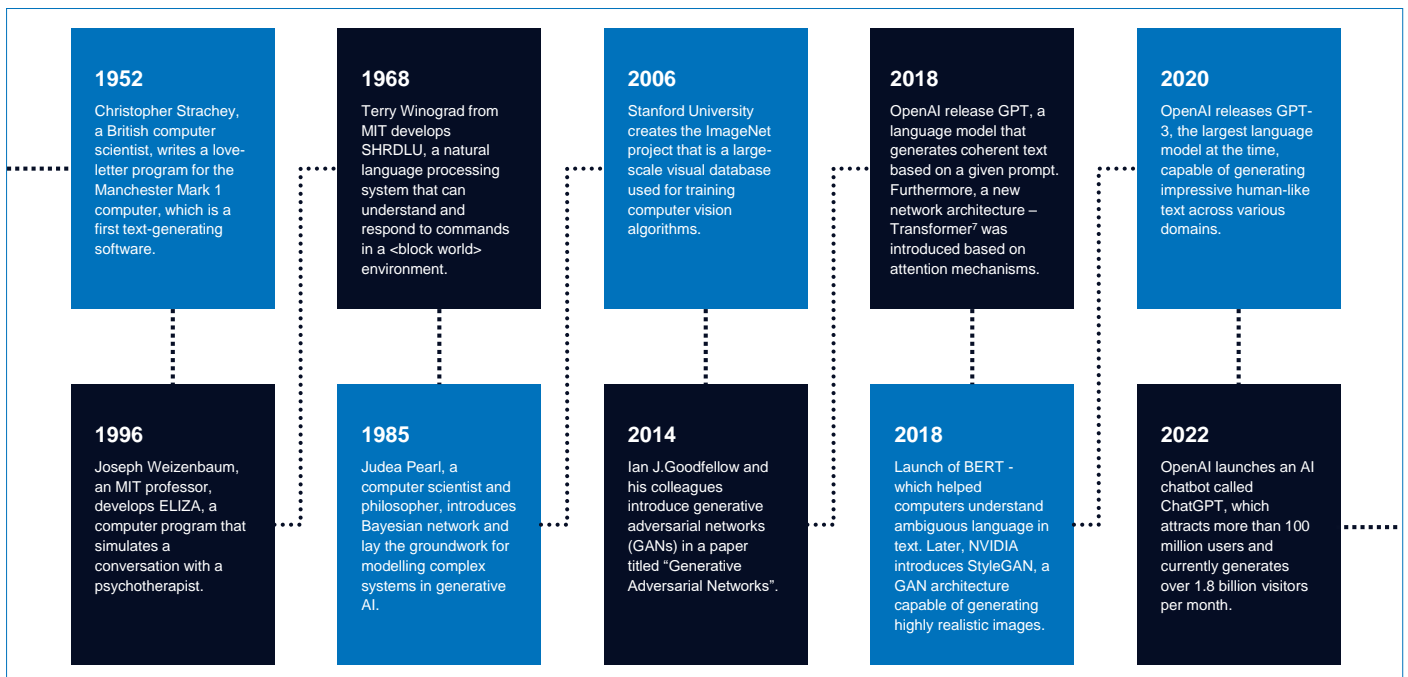 1952
Christopher Strachey,
a British computer
scientist, writes a love-
letter program for the
Manchester Mark 1
computer, which is a
first text-generating
software.
1996
Joseph Weizenbaum,
an MIT professor,
develops ELIZA, a
computer program that
simulates a
conversation with a
psychotherapist.
1968
Terry Winograd from
MIT develops
SHRDLU, a natural
language processing
system that can
understand and
respond to commands
in a <block world>
environment.
1985
Judea Pearl, a
computer scientist and
philosopher, introduces
Bayesian network and
lay the groundwork for
modelling complex
systems in generative
AI.
2006
Stanford University
creates the ImageNet
project that is a large-
scale visual database
used for training
computer vision
algorithms.
2014
Ian J.Goodfellow and
his colleagues
introduce generative
adversarial networks
(GANs) in a paper
titled “Generative
Adversarial Networks”.
2018
OpenAI release GPT, a
language model that
generates coherent text
based on a given prompt.
Furthermore, a new
network architecture –
Transformer⁷ was
introduced based on
attention mechanisms.
2018
Launch of BERT -
which helped
computers understand
ambiguous language in
text. Later, NVIDIA
introduces StyleGAN, a
GAN architecture
capable of generating
highly realistic images.
2020
OpenAI releases GPT-
3, the largest language
model at the time,
capable of generating
impressive human-like
text across various
domains.
2022
OpenAI launches an AI
chatbot called
ChatGPT, which
attracts more than 100
million users and
currently generates
over 1.8 billion visitors
per month.